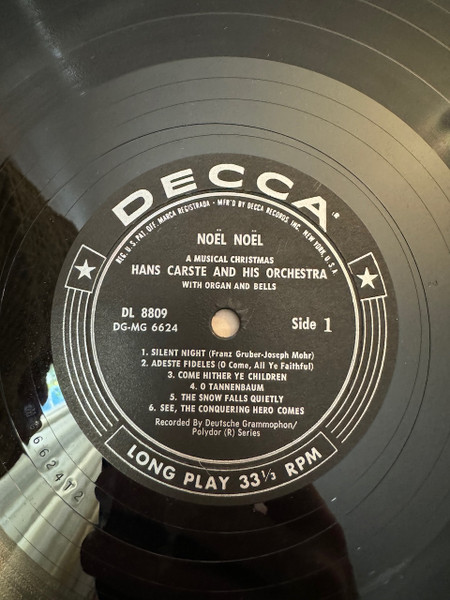 DECCA®
REG. U.S. PAT. OFF. MARCA REGISTRADA • MFR'D BY DECCA RECORDS, INC. NEW YORK, U.S.A.
NOËL NOËL
A MUSICAL CHRISTMAS
HANS CARSTE AND HIS ORCHESTRA
WITH ORGAN AND BELLS
DL 8809
DG-MG 6624
Side 1
1. SILENT NIGHT (Franz Gruber-Joseph Mohr)
2. ADESTE FIDELES (O Come, All Ye Faithful)
3. COME HITHER YE CHILDREN
4. O TANNENBAUM
5. THE SNOW FALLS QUIETLY
6. SEE, THE CONQUERING HERO COMES
Recorded By Deutsche Grammophon/
Polydor (R) Series
LONG PLAY 33⅓ RPM